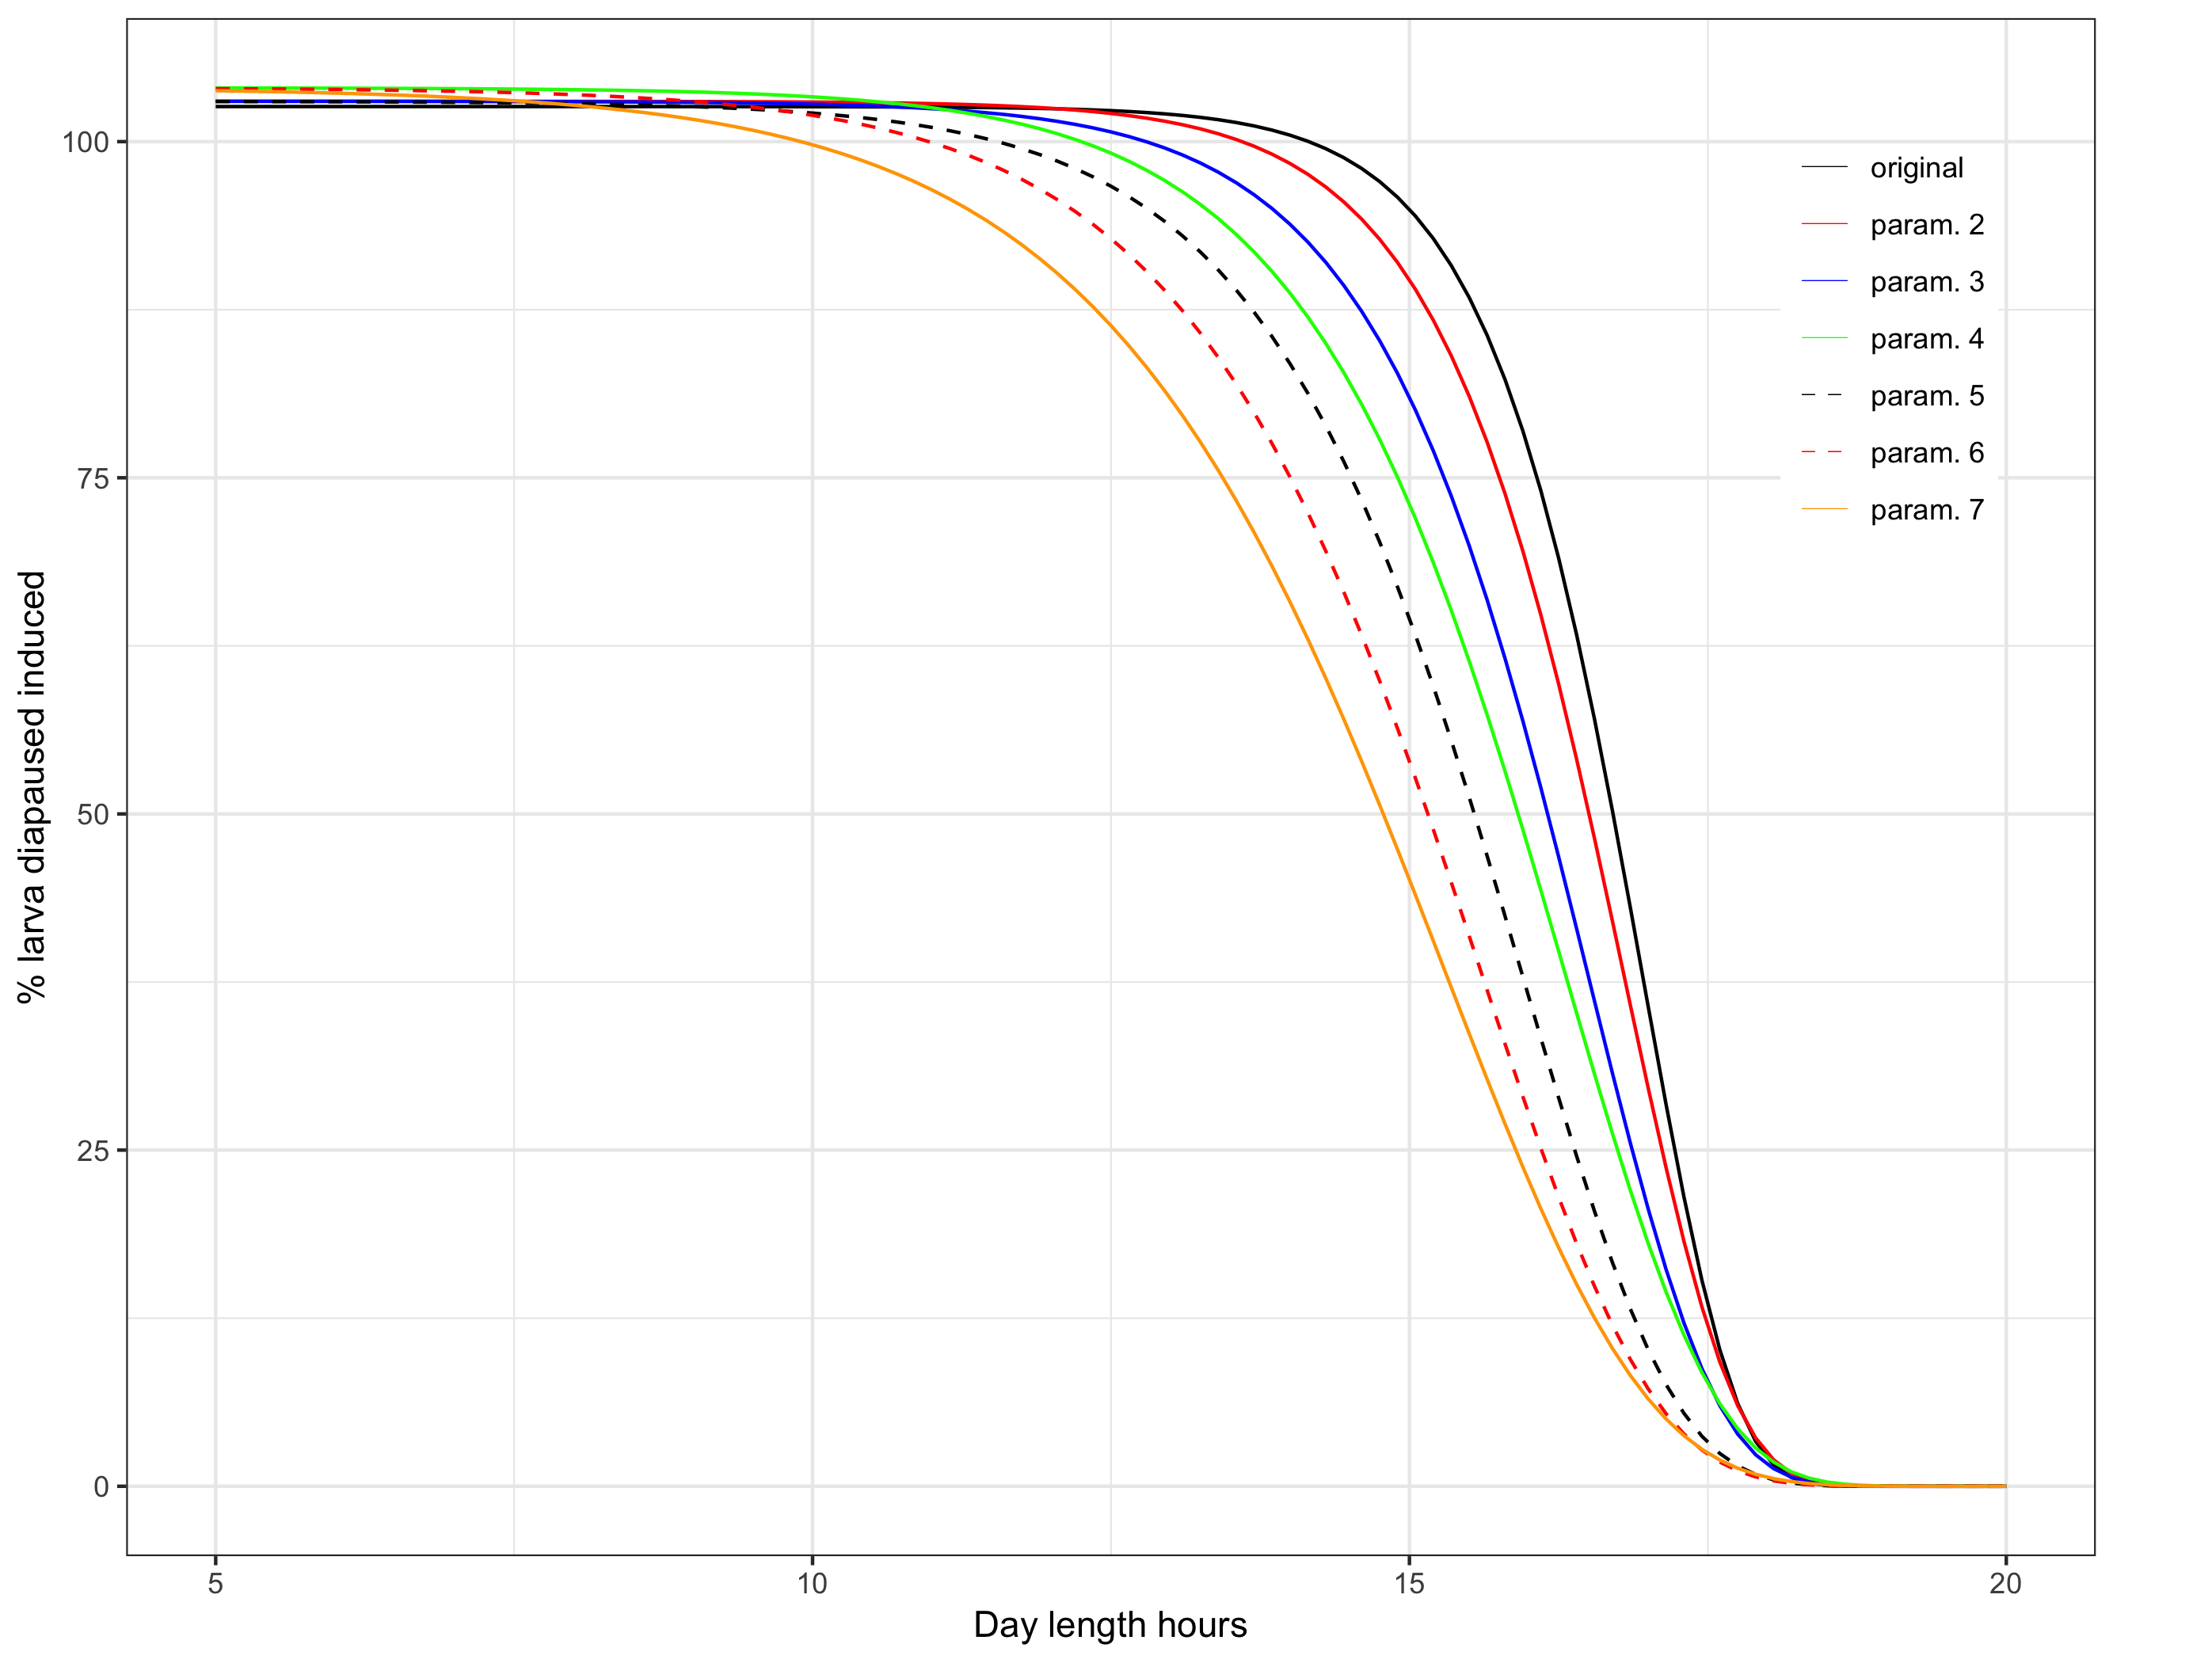 % larva diapaused induced
100
75
50
25
0
original
param. 2
param. 3
param. 4
param. 5
param. 6
param. 7
5
10
15
20
Day length hours